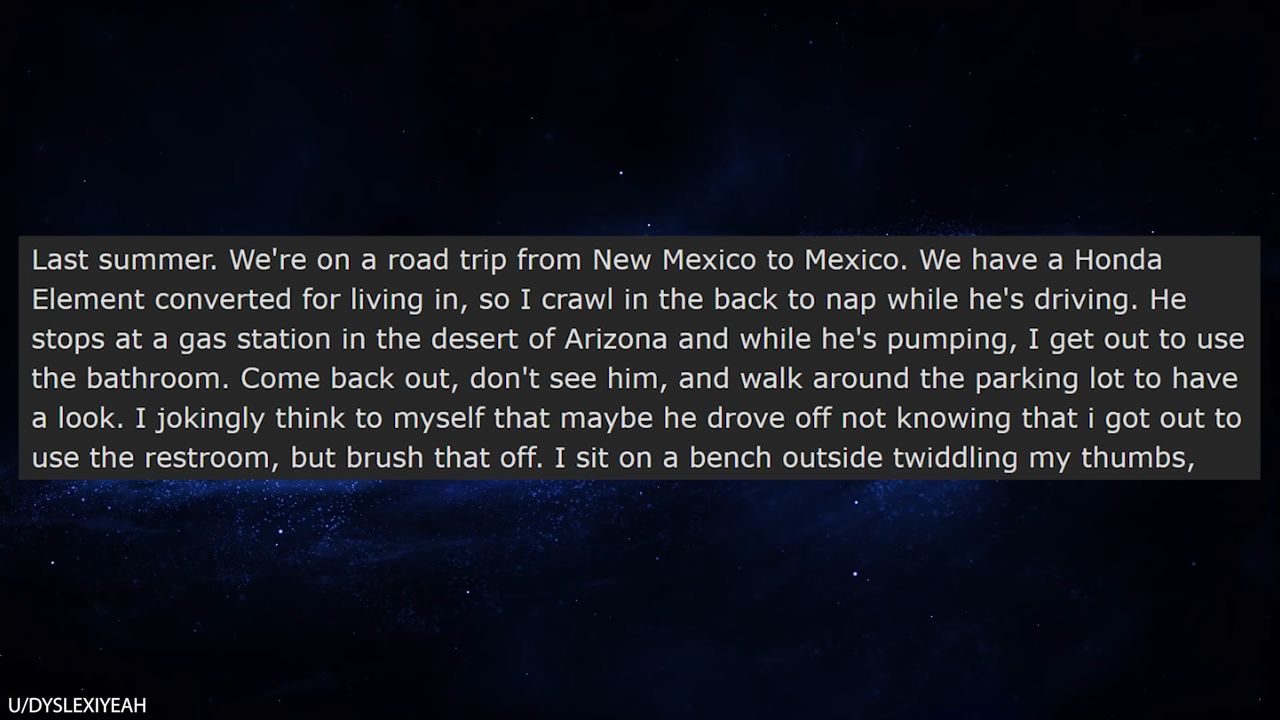 Last summer. We're on a road trip from New Mexico to Mexico. We have a Honda
Element converted for living in, so I crawl in the back to nap while he's driving. He
stops at a gas station in the desert of Arizona and while he's pumping, I get out to use
the bathroom. Come back out, don't see him, and walk around the parking lot to have
a look. I jokingly think to myself that maybe he drove off not knowing that i got out to
use the restroom, but brush that off. I sit on a bench outside twiddling my thumbs,
U/DYSLEXIYEAH